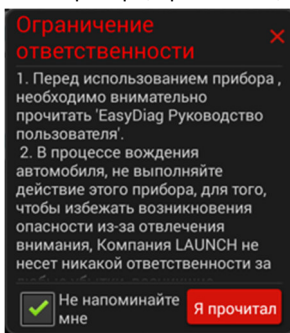 Ограничение
ответственности
1. Перед использованием прибора ,
необходимо внимательно
прочитать 'EasyDiag Руководство
пользователя'.
2. В процессе вождения
автомобиля, не выполняйте
действие этого прибора, для того,
чтобы избежать возникновения
опасности из-за отвлечения
внимания, Компания LAUNCH не
несет никакой ответственности за
Не напоминайте
мне
Я прочитал